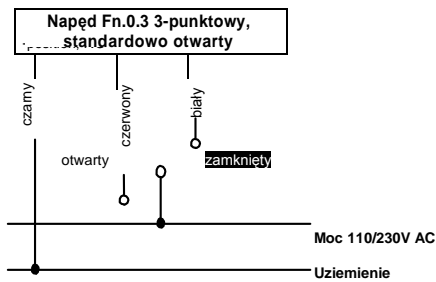 Napęd Fn.0.3 3-punktowy,
standardowo otwarty
czarny
czerwony
biały
otwarty
zamknięty
Moc 110/230V AC
Uziemienie